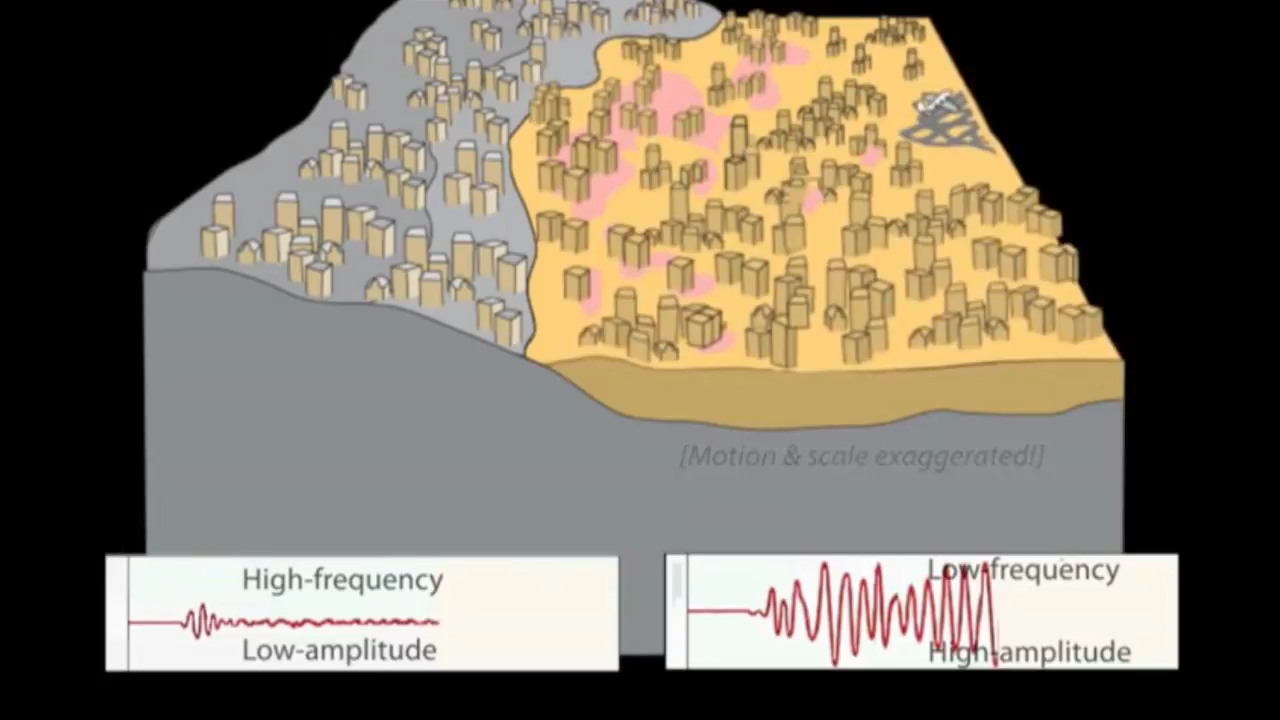 [Motion & scale exaggerated!]
High-frequency
Low-amplitude
Low-frequency
High-amplitude